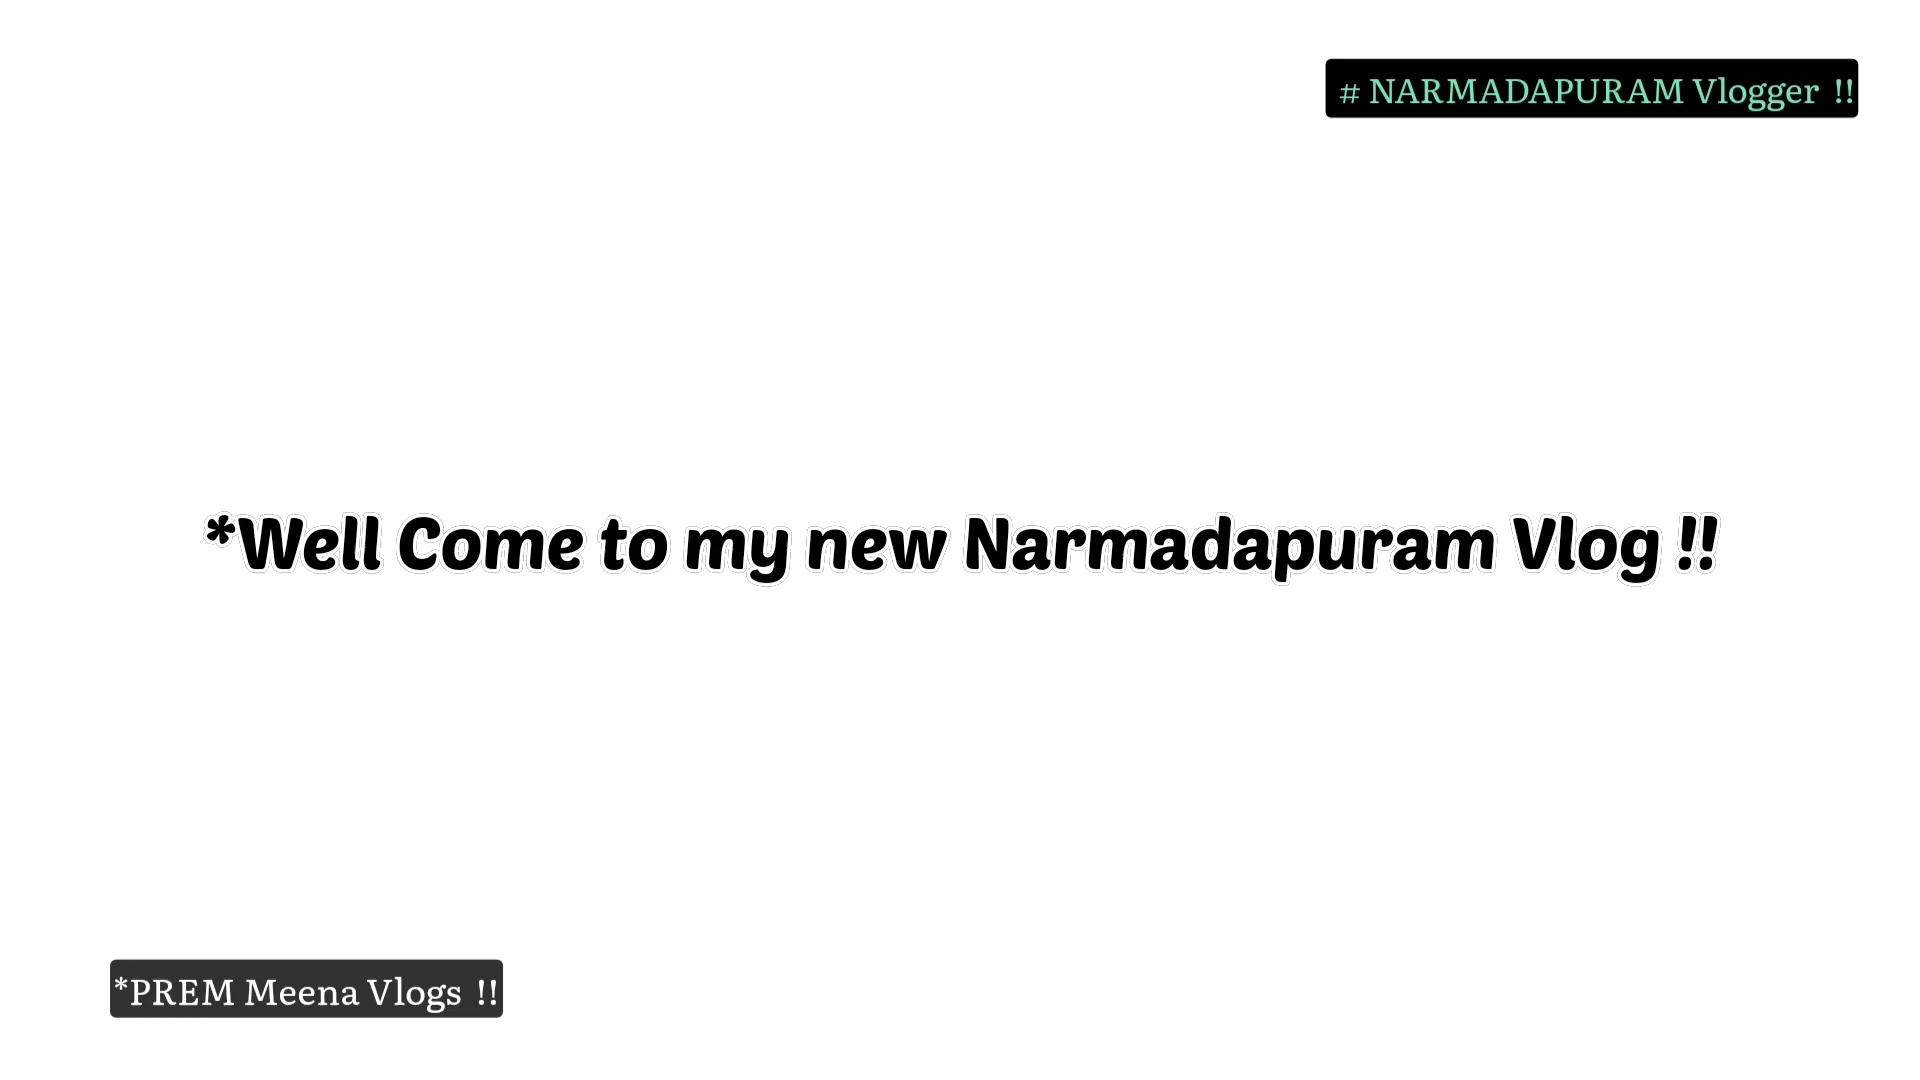 # NARMADAPURAM Vlogger !!
*Well Come to my new Narmadapuram Vlog !!
*PREM Meena Vlogs !!